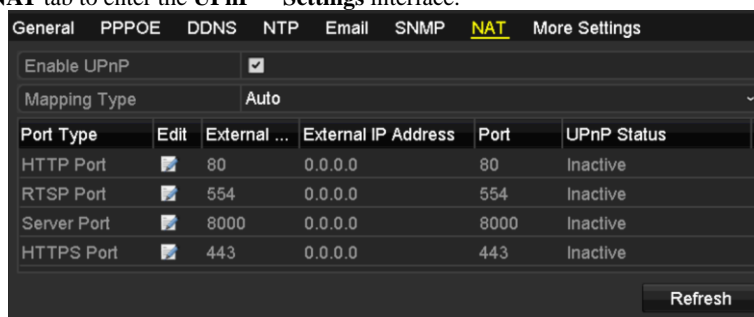 NAT tab to enter the UPnP™ Settings interface.
General PPPOE DDNS NTP Email SNMP NAT More Settings
Enable UPnP
Mapping Type Auto
Port Type Edit External ... External IP Address Port UPnP Status
HTTP Port 80 0.0.0.0 80 Inactive
RTSP Port 554 0.0.0.0 554 Inactive
Server Port 8000 0.0.0.0 8000 Inactive
HTTPS Port 443 0.0.0.0 443 Inactive
Refresh